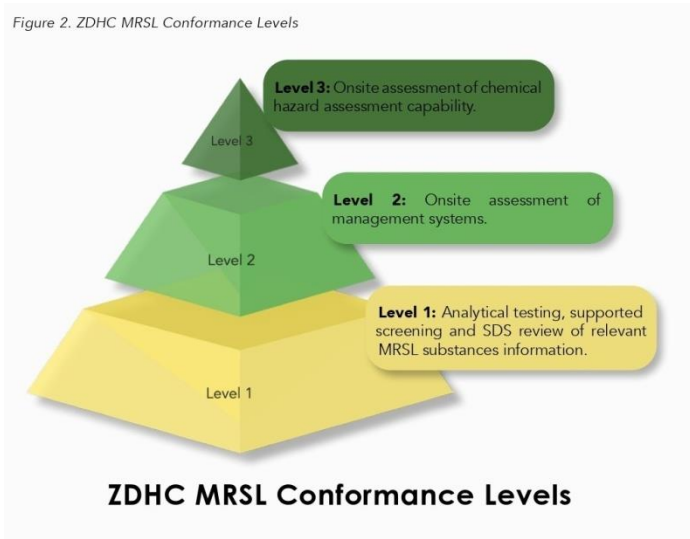 Figure 2. ZDHC MRSL Conformance Levels
Level 3: Onsite assessment of chemical
hazard assessment capability.
Level 3
Level 2: Onsite assessment of
management systems.
Level 2
Level 1: Analytical testing, supported
screening and SDS review of relevant
MRSL substances information.
Level 1
ZDHC MRSL Conformance Levels